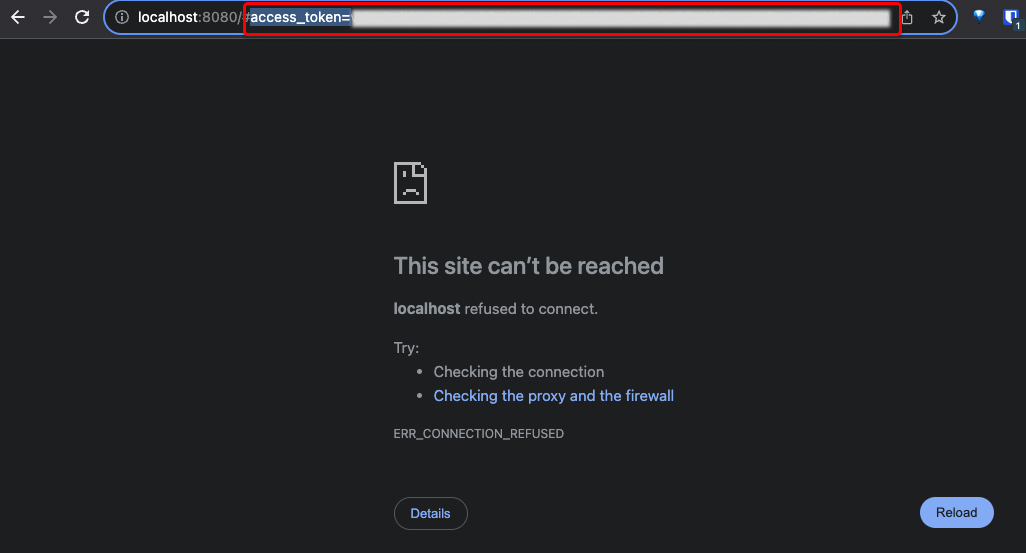 localhost:8080/#access_token=
1
This site can’t be reached
localhost refused to connect.
Try:
• Checking the connection
• Checking the proxy and the firewall
ERR_CONNECTION_REFUSED
Details
Reload